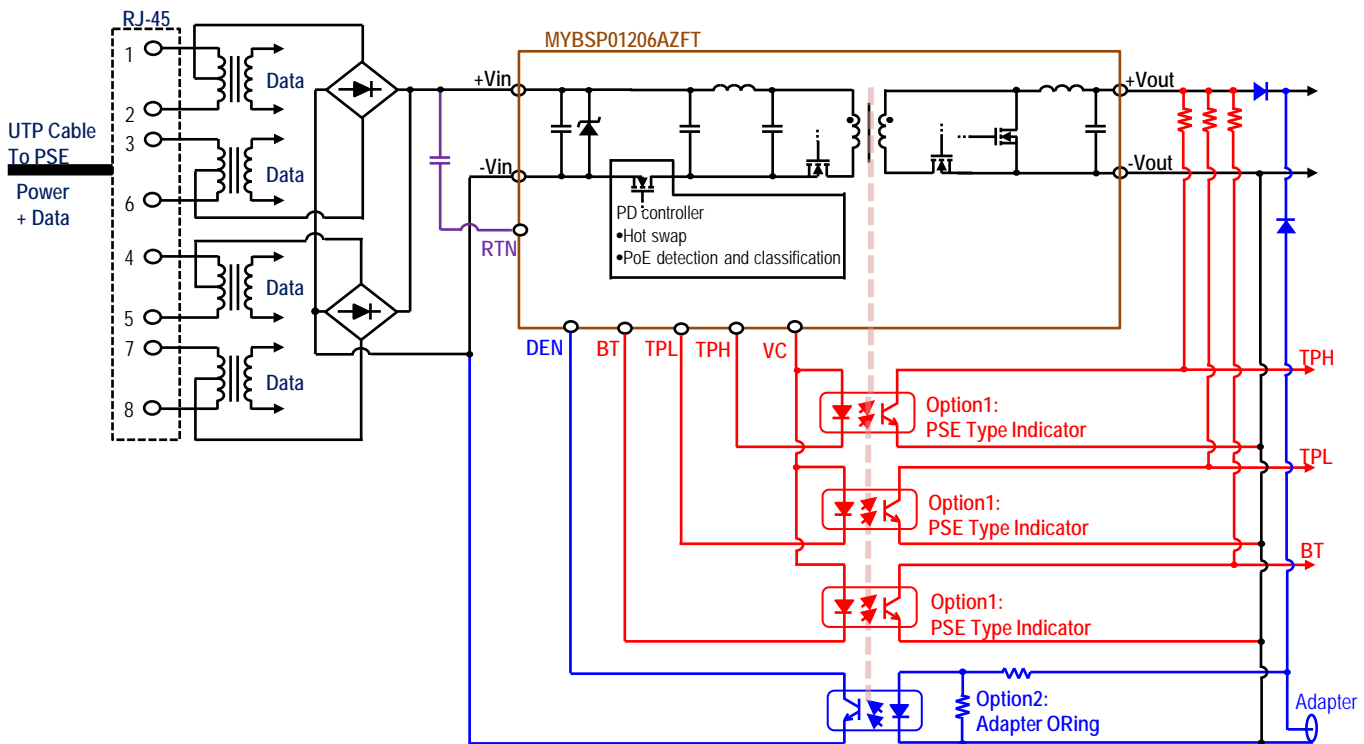 RJ-45
MYBSP01206AZFT
1
2
3
4
5
6
7
8
Data
Data
Data
Data
UTP Cable
To PSE
Power
+ Data
+Vin
-Vin
RTN
+Vout
-Vout
PD controller
•Hot swap
•PoE detection and classification
DEN
BT
TPL
TPH
VC
TPH
Option1:
PSE Type Indicator
TPL
Option1:
PSE Type Indicator
BT
Option1:
PSE Type Indicator
Option2:
Adapter ORing
Adapter